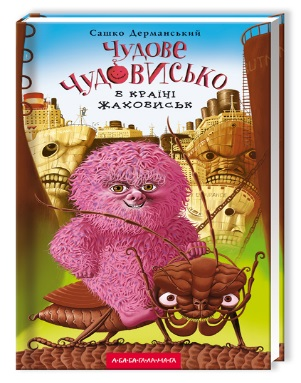 Сашко Дерманський
Чудове
Чудовисько
в країні
жаховиськ
А-БА-БА-ГА-ЛА-МА-ГА